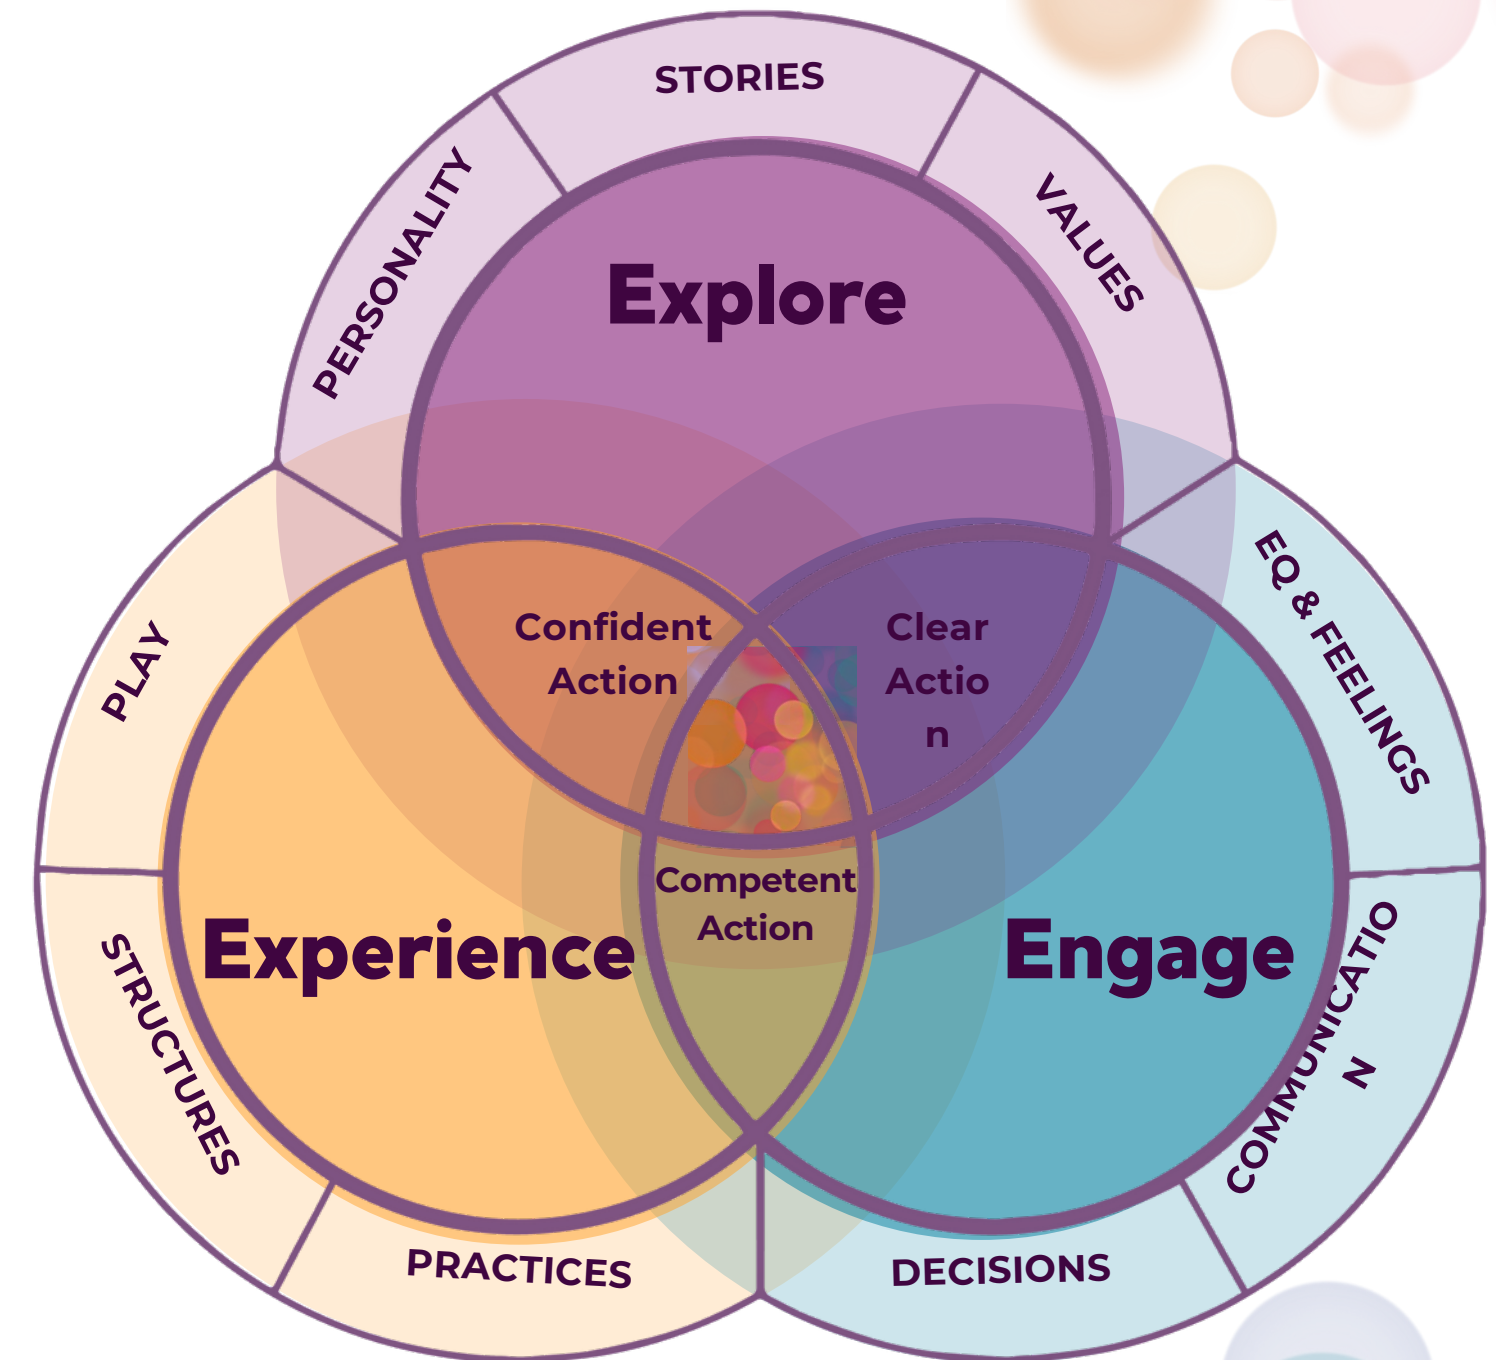 STORIES
PERSONALITY
VALUES
Explore
Confident
Action
Clear
Actio
n
EQ & FEELINGS
PLAY
Competent
Action
Experience
Engage
STRUCTURES
COMMUNICATIO
N
PRACTICES
DECISIONS